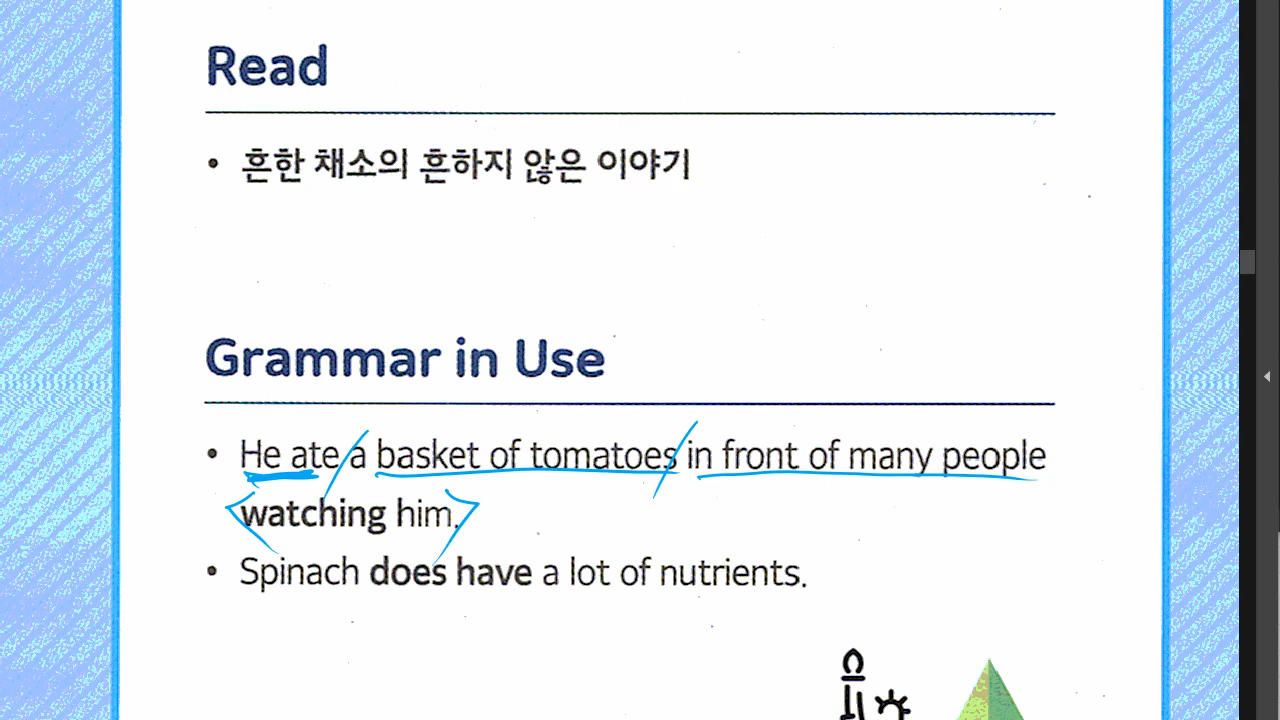 Read
• 흔한 채소의 흔하지 않은 이야기
Grammar in Use
• He ate a basket of tomatoes in front of many people
watching him.
• Spinach does have a lot of nutrients.